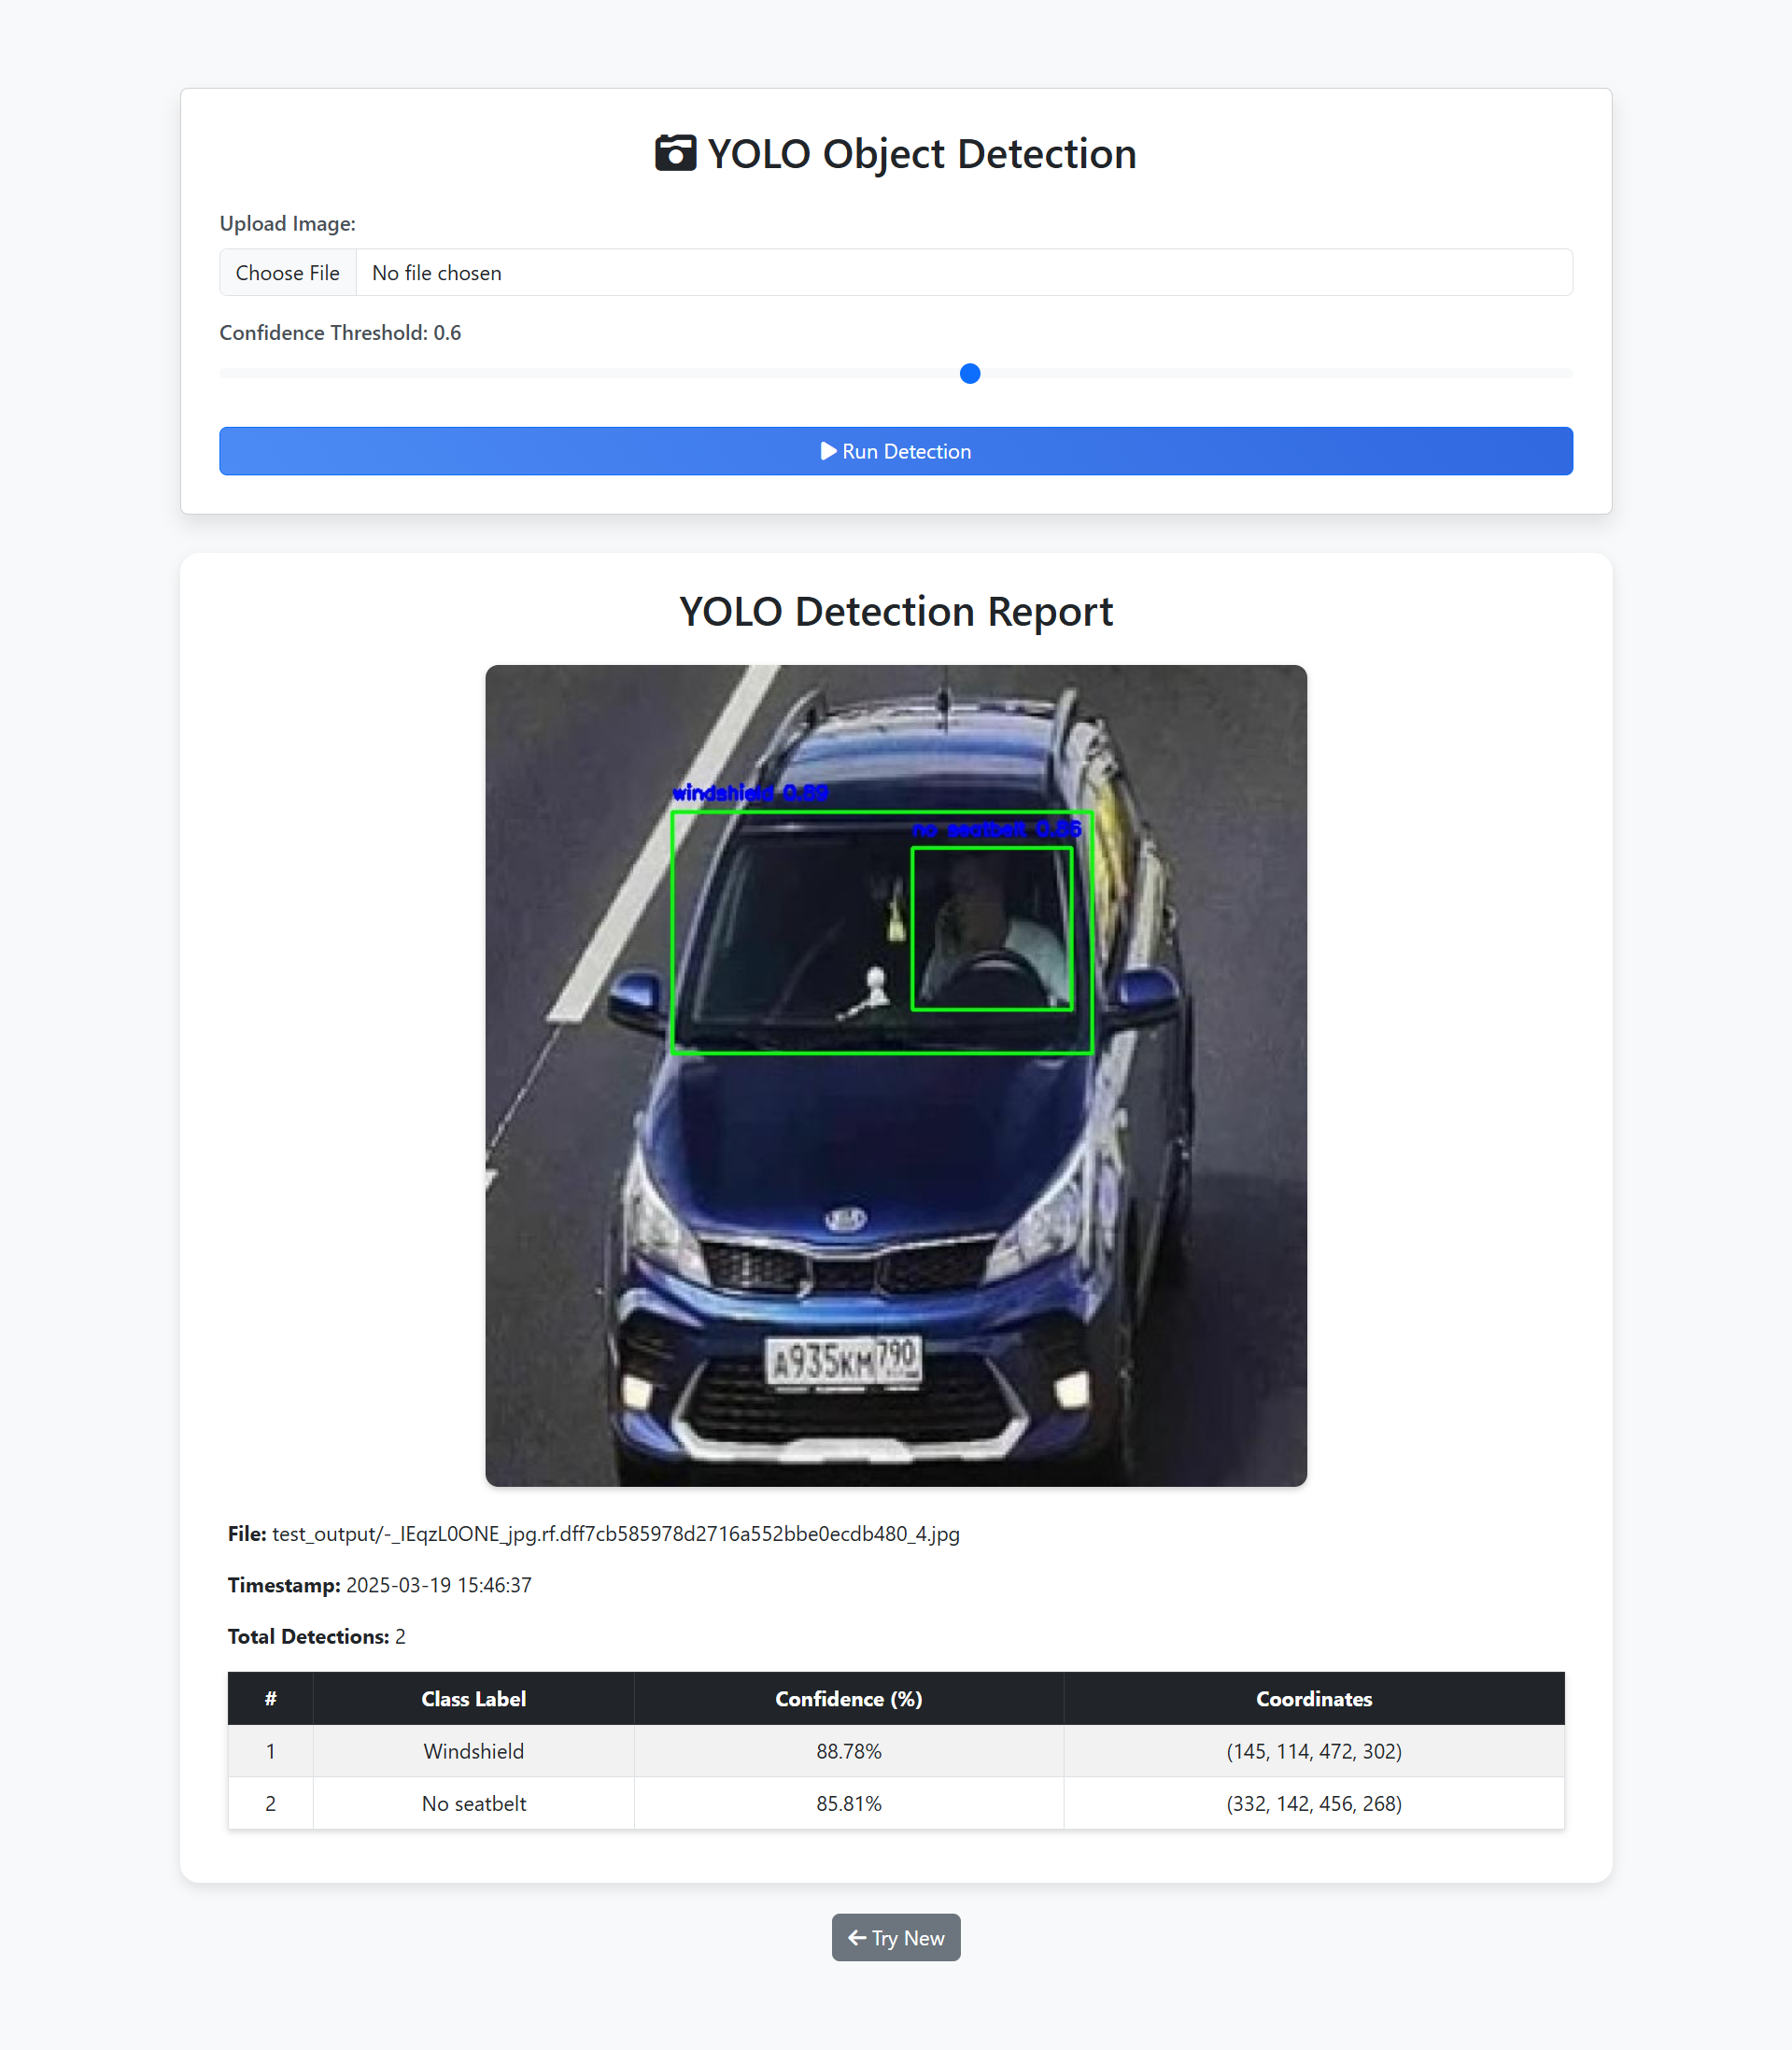 YOLO Object Detection
Upload Image:
Choose File No file chosen
Confidence Threshold: 0.6
Run Detection
YOLO Detection Report
windshield 0.89
no seatbelt 0.86
KIA
А935КМ 790
File: test_output/-_lEqzL0ONE_jpg.rf.dff7cb585978d2716a552bbe0ecdb480_4.jpg
Timestamp: 2025-03-19 15:46:37
Total Detections: 2
# Class Label Confidence (%) Coordinates
1 Windshield 88.78% (145, 114, 472, 302)
2 No seatbelt 85.81% (332, 142, 456, 268)
Try New